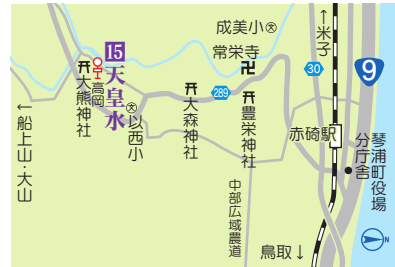 成美小㊛
常栄寺
←米子
9
30
15
天皇水
高岡
大熊神社
以西小
289
大森神社
豊栄神社
赤碕駅
琴浦町役場
分庁舎
←船上山・大山
中部広域農道
鳥取↓
N